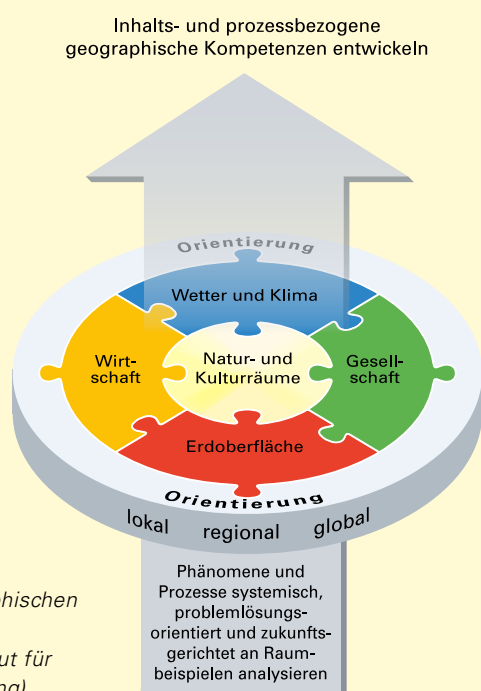 Inhalts- und prozessbezogene
geographische Kompetenzen entwickeln
Orientierung
Wetter und Klima
Wirt-
schaft
Natur- und
Kulturräume
Gesell-
schaft
Erdoberfläche
Orientierung
lokal regional global
Phänomene und
Prozesse systemisch,
problemlösungs-
orientiert und zukunfts-
gerichtet an Raum-
beispielen analysieren
für